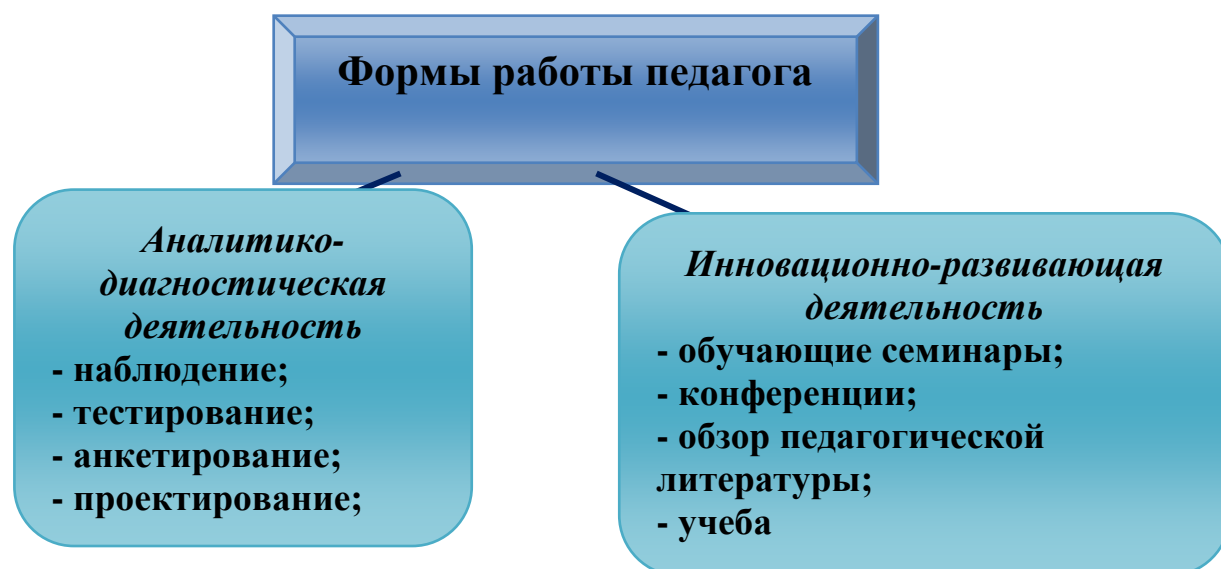 Формы работы педагога
Аналитико-
диагностическая
деятельность
- наблюдение;
- тестирование;
- анкетирование;
- проектирование;
Инновационно-развивающая
деятельность
- обучающие семинары;
- конференции;
- обзор педагогической
литературы;
- учеба